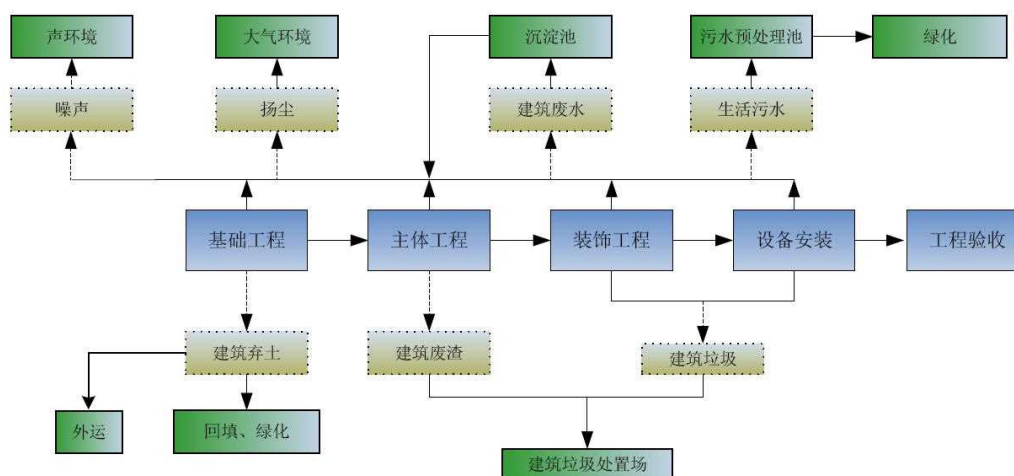 声环境
大气环境
沉淀池
污水预处理池
绿化
噪声
扬尘
建筑废水
生活污水
基础工程
主体工程
装饰工程
设备安装
工程验收
建筑弃土
建筑废渣
建筑垃圾
外运
回填、绿化
建筑垃圾处置场